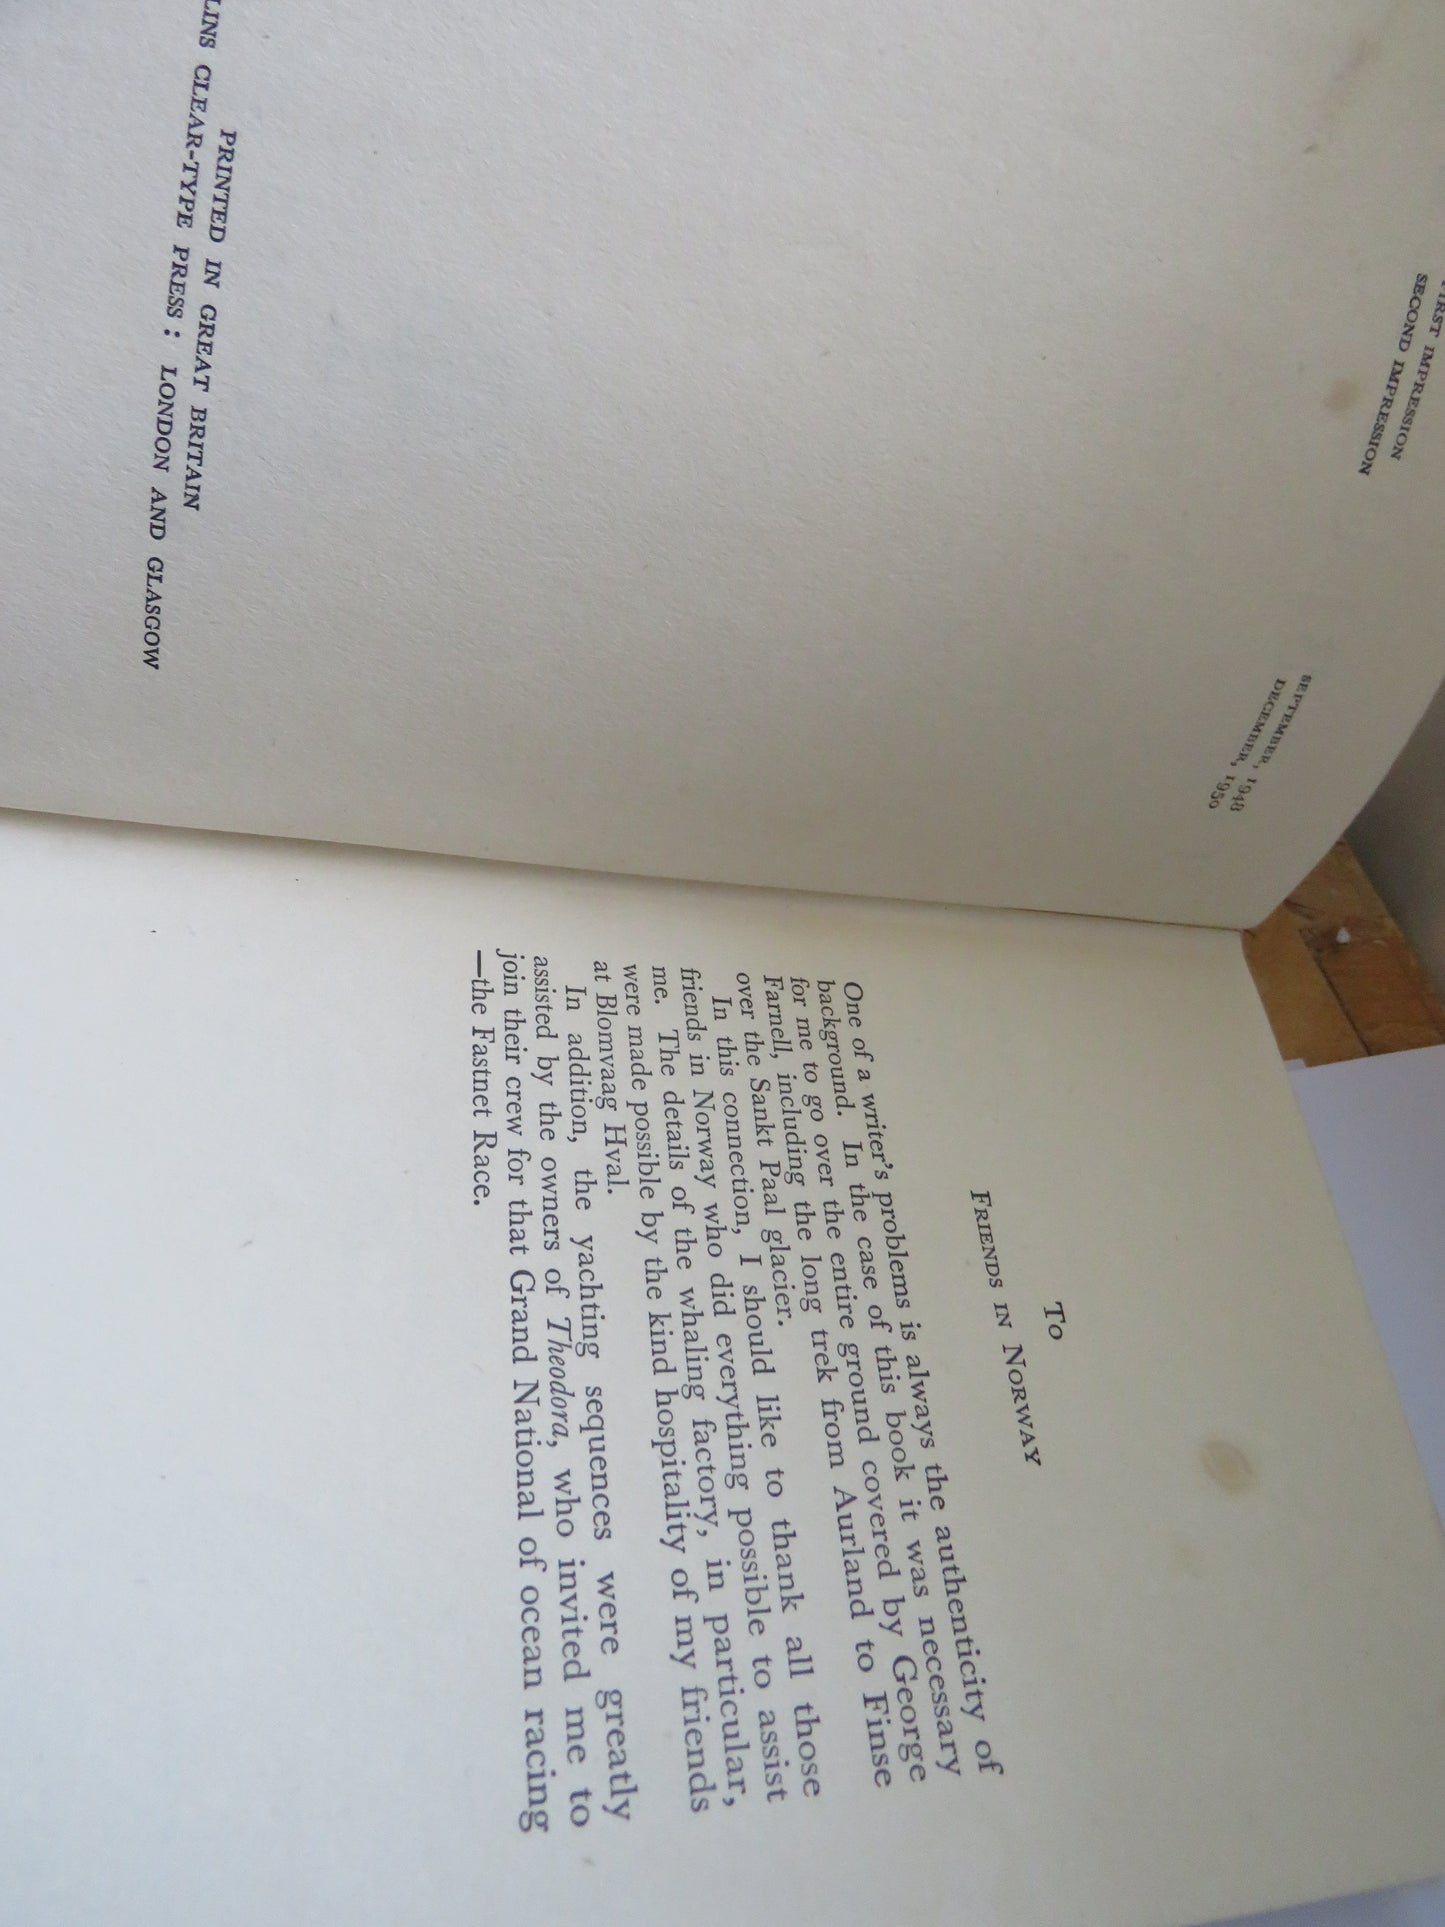 FIRST IMPRESSION SEPTEMBER, 1948
SECOND IMPRESSION DECEMBER, 1950
PRINTED IN GREAT BRITAIN
LINS CLEAR-TYPE PRESS : LONDON AND GLASGOW
To
Friends in Norway
One of a writer's problems is always the authenticity of
background. In the case of this book it was necessary
for me to go over the entire ground covered by George
Farnell, including the long trek from Aurland to Finse
over the Sankt Paal glacier.
In this connection, I should like to thank all those
friends in Norway who did everything possible to assist
me. The details of the whaling factory, in particular,
were made possible by the kind hospitality of my friends
at Blomvaag Hval.
In addition, the yachting sequences were greatly
assisted by the owners of Theodora, who invited me to
join their crew for that Grand National of ocean racing
—the Fastnet Race.